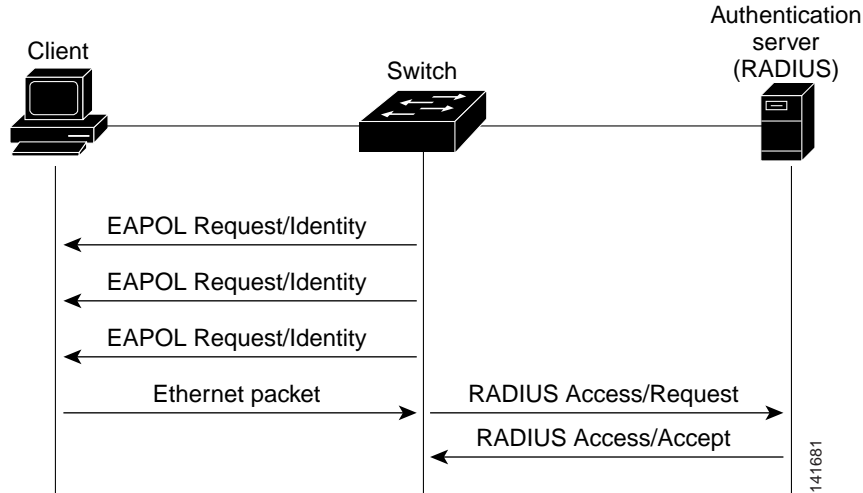 Authentication
server
(RADIUS)
Client
Switch
EAPOL Request/Identity
EAPOL Request/Identity
EAPOL Request/Identity
Ethernet packet
RADIUS Access/Request
RADIUS Access/Accept
141681